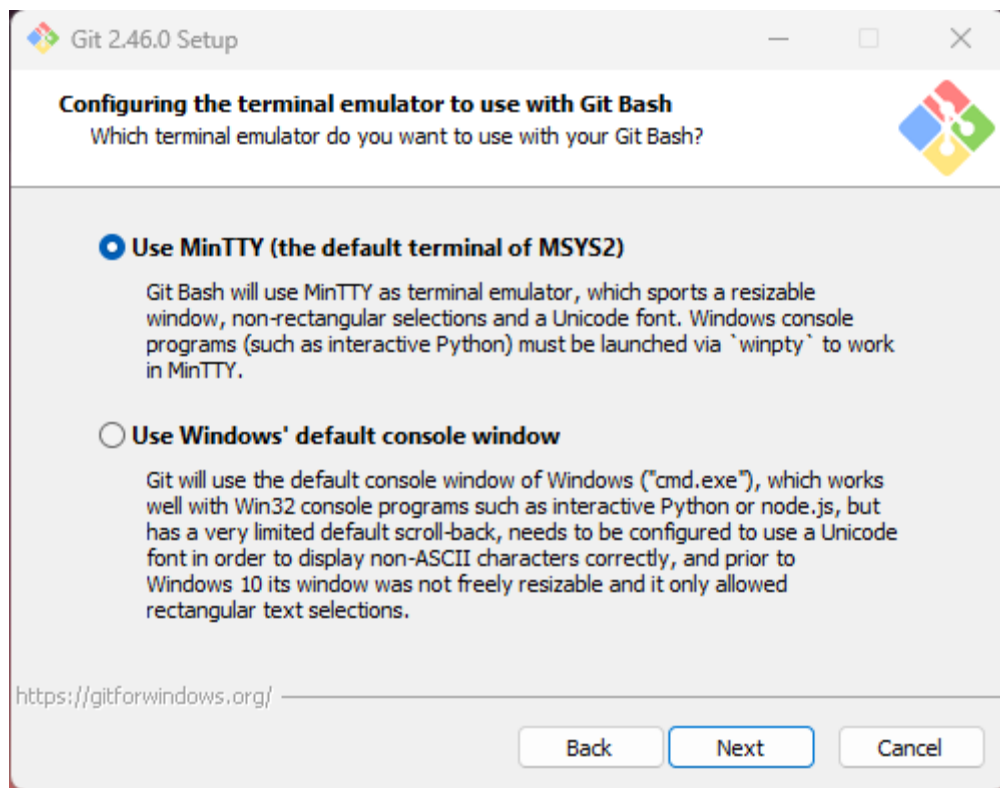 Git 2.46.0 Setup
Configuring the terminal emulator to use with Git Bash
Which terminal emulator do you want to use with your Git Bash?
Use MinTTY (the default terminal of MSYS2)
Git Bash will use MinTTY as terminal emulator, which sports a resizable
window, non-rectangular selections and a Unicode font. Windows console
programs (such as interactive Python) must be launched via `winpty` to work
in MinTTY.
Use Windows' default console window
Git will use the default console window of Windows ("cmd.exe"), which works
well with Win32 console programs such as interactive Python or node.js, but
has a very limited default scroll-back, needs to be configured to use a Unicode
font in order to display non-ASCII characters correctly, and prior to
Windows 10 its window was not freely resizable and it only allowed
rectangular text selections.
https://gitforwindows.org/
Back Next Cancel